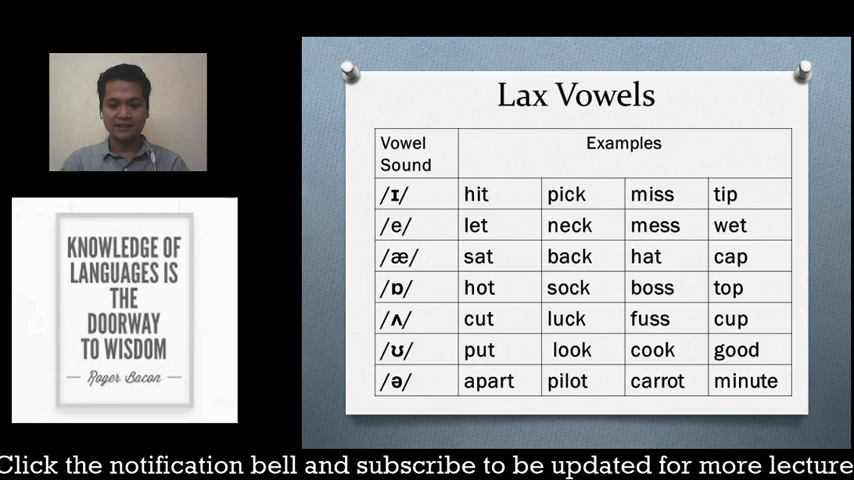 Lax Vowels
Vowel Sound Examples
/ɪ/ hit pick miss tip
/e/ let neck mess wet
/æ/ sat back hat cap
/ɒ/ hot sock boss top
/ʌ/ cut luck fuss cup
/ʊ/ put look cook good
/ə/ apart pilot carrot minute
KNOWLEDGE OF
LANGUAGES IS
THE
DOORWAY
TO WISDOM
— Roger Bacon —
Click the notification bell and subscribe to be updated for more lecture